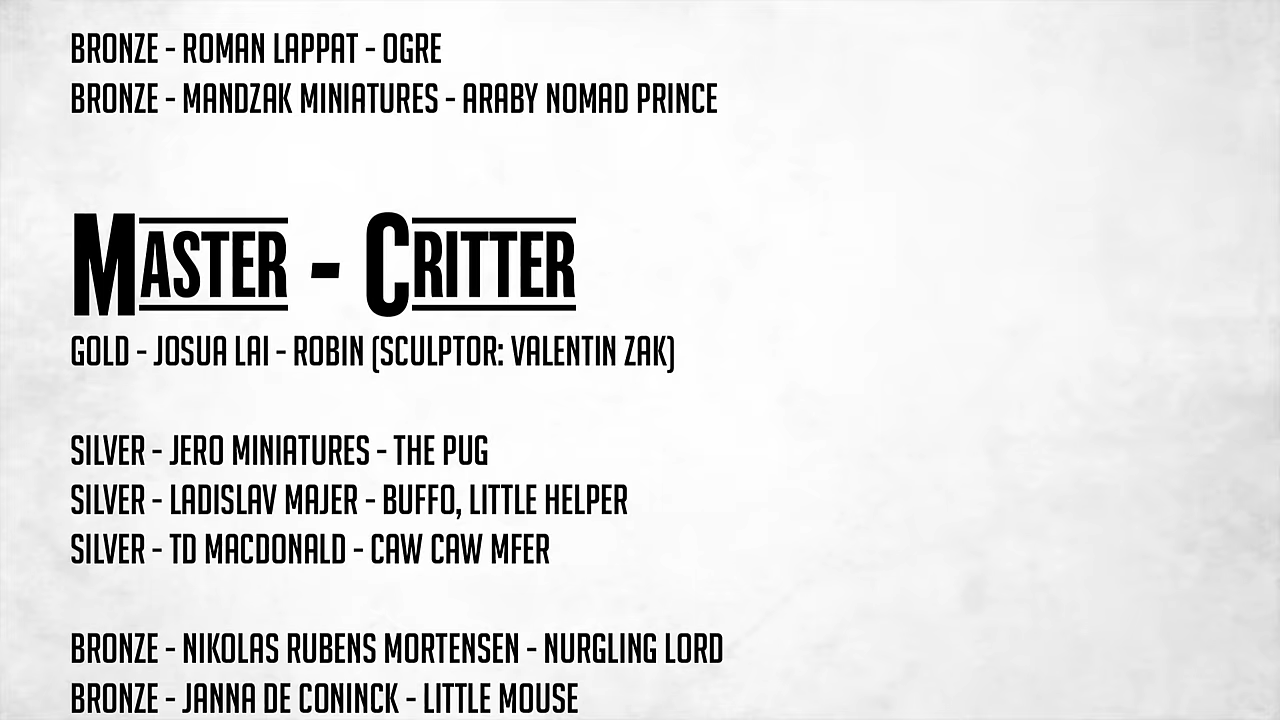 BRONZE - ROMAN LAPPAT - OGRE
BRONZE - MANDZAK MINIATURES - ARABY NOMAD PRINCE
MASTER - CRITTER
GOLD - JOSUA LAI - ROBIN (SCULPTOR: VALENTIN ZAK)
SILVER - JERO MINIATURES - THE PUG
SILVER - LADISLAV MAJER - BUFFO, LITTLE HELPER
SILVER - TD MACDONALD - CAW CAW MFER
BRONZE - NIKOLAS RUBENS MORTENSEN - NURGLING LORD
BRONZE - JANNA DE CONINCK - LITTLE MOUSE